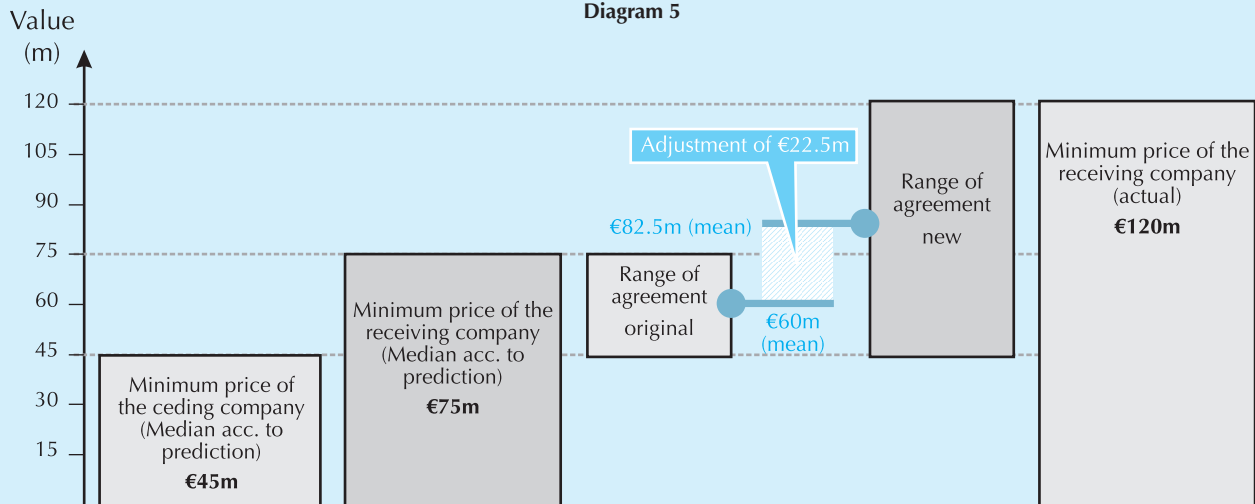 Diagram 5
Value
(m)
120
105
90
75
60
45
30
15
Minimum price of
the ceding company
(Median acc. to
prediction)
€45m
Minimum price of the
receiving company
(Median acc. to
prediction)
€75m
Range of
agreement
original
Adjustment of €22.5m
€82.5m (mean)
€60m
(mean)
Range of
agreement
new
Minimum price of the
receiving company
(actual)
€120m